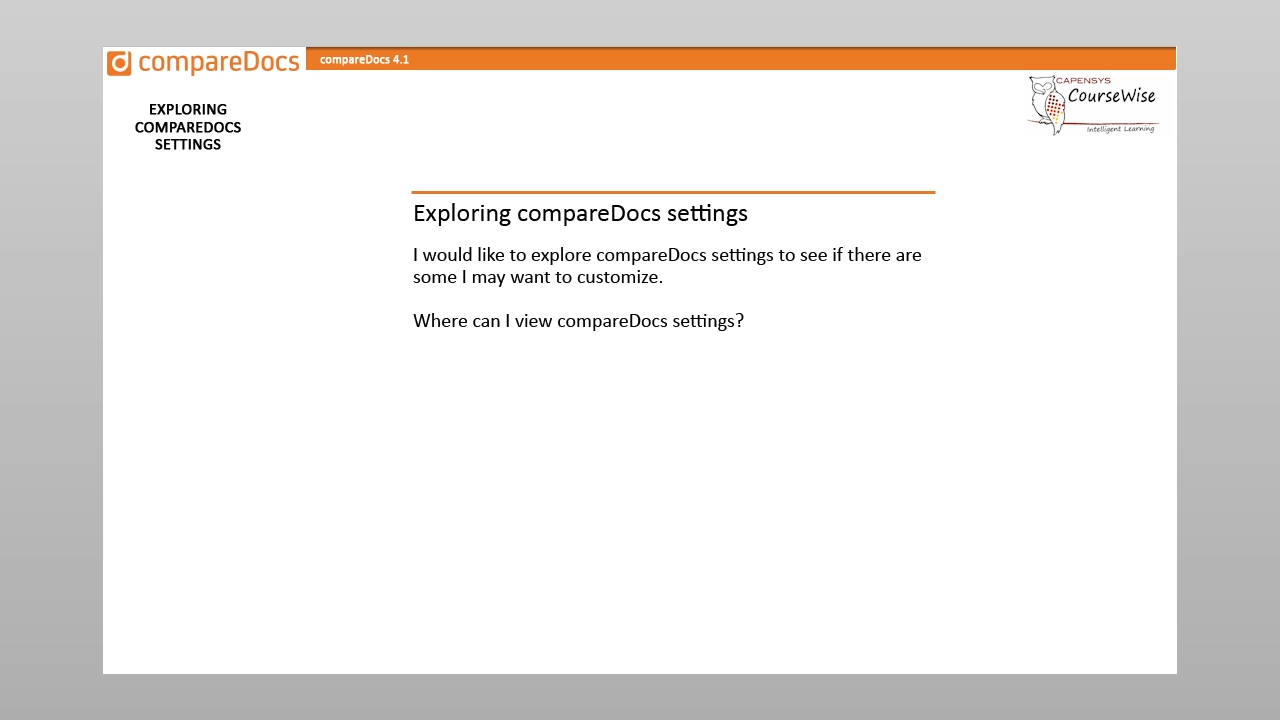 compareDocs
compareDocs 4.1
CAPENSYS
CourseWise
Intelligent Learning
EXPLORING
COMPAREDOCS
SETTINGS
Exploring compareDocs settings
I would like to explore compareDocs settings to see if there are
some I may want to customize.
Where can I view compareDocs settings?